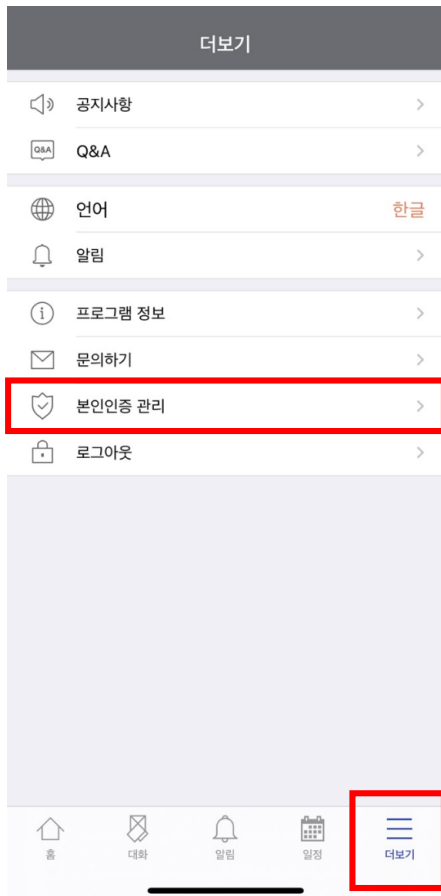 더보기
공지사항
Q&A
Q&A
언어 한글
알림
프로그램 정보
문의하기
본인인증 관리
로그아웃
홈 대화 알림 일정 더보기